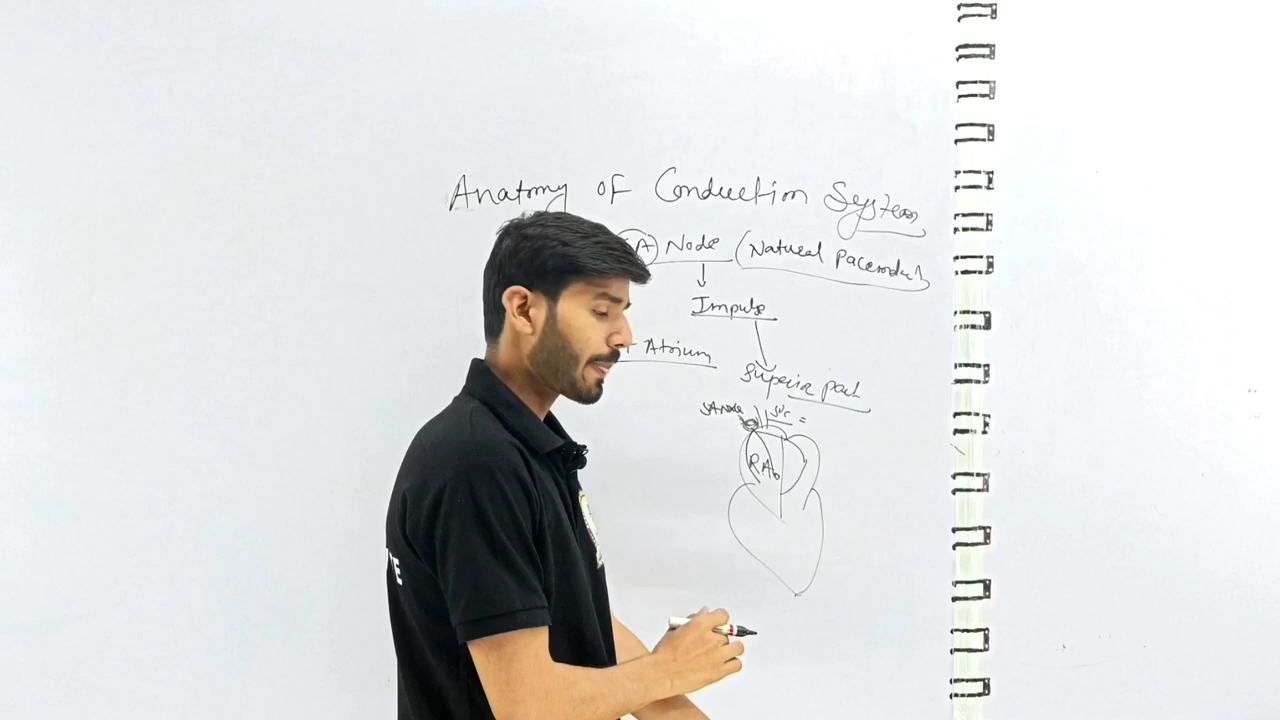 Anatomy of Conduction System
A) Node (Natural Pacemaker)
Impulse
Atrium
Superior part
SA Node SVC =
RA
E